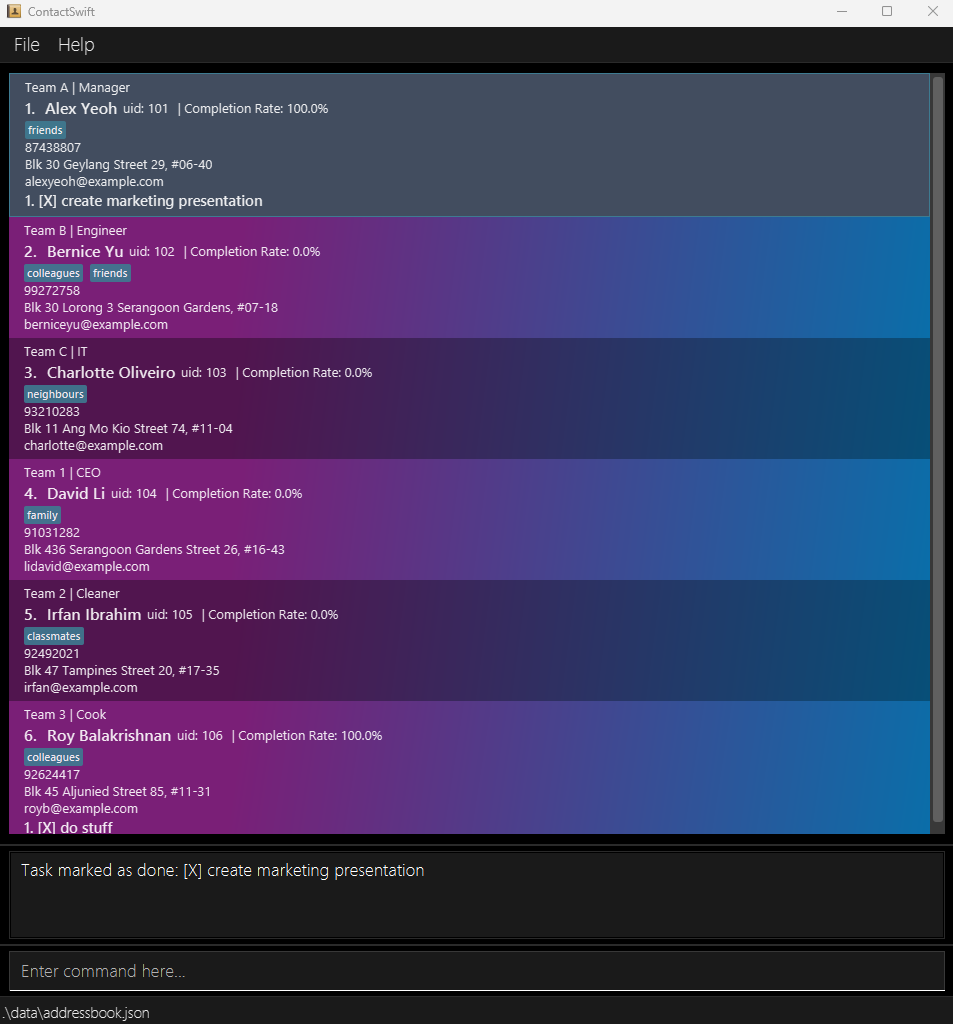 ContactSwift
File Help
Team A | Manager
1. Alex Yeoh uid: 101 | Completion Rate: 100.0%
friends
87438807
Blk 30 Geylang Street 29, #06-40
alexyeoh@example.com
1. [X] create marketing presentation
Team B | Engineer
2. Bernice Yu uid: 102 | Completion Rate: 0.0%
colleagues friends
99272758
Blk 30 Lorong 3 Serangoon Gardens, #07-18
berniceyu@example.com
Team C | IT
3. Charlotte Oliveiro uid: 103 | Completion Rate: 0.0%
neighbours
93210283
Blk 11 Ang Mo Kio Street 74, #11-04
charlotte@example.com
Team 1 | CEO
4. David Li uid: 104 | Completion Rate: 0.0%
family
91031282
Blk 436 Serangoon Gardens Street 26, #16-43
lidavid@example.com
Team 2 | Cleaner
5. Irfan Ibrahim uid: 105 | Completion Rate: 0.0%
classmates
92492021
Blk 47 Tampines Street 20, #17-35
irfan@example.com
Team 3 | Cook
6. Roy Balakrishnan uid: 106 | Completion Rate: 100.0%
colleagues
92624417
Blk 45 Aljunied Street 85, #11-31
royb@example.com
1. [X] do stuff
Task marked as done: [X] create marketing presentation
Enter command here...
.\data\addressbook.json